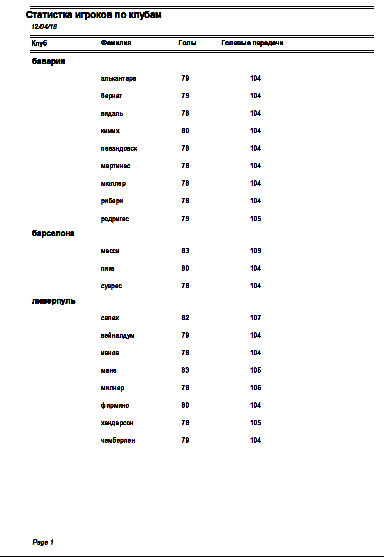 Статистка игроков по клубам
12/04/18
Клуб Фамилия Голы Голевые передачи
бавария
алькантара 79 104
бернат 79 104
видаль 78 104
кимих 80 104
левандовск 78 104
мартинес 78 104
мюллер 78 104
рибери 78 104
родригес 79 105
барселона
месси 83 109
пике 80 104
суарес 78 104
ливерпуль
салах 82 107
вейналдум 79 104
иванов 78 104
мане 83 105
милнер 78 106
фирмино 80 104
хендерсон 78 105
чемберлен 79 104
Page 1